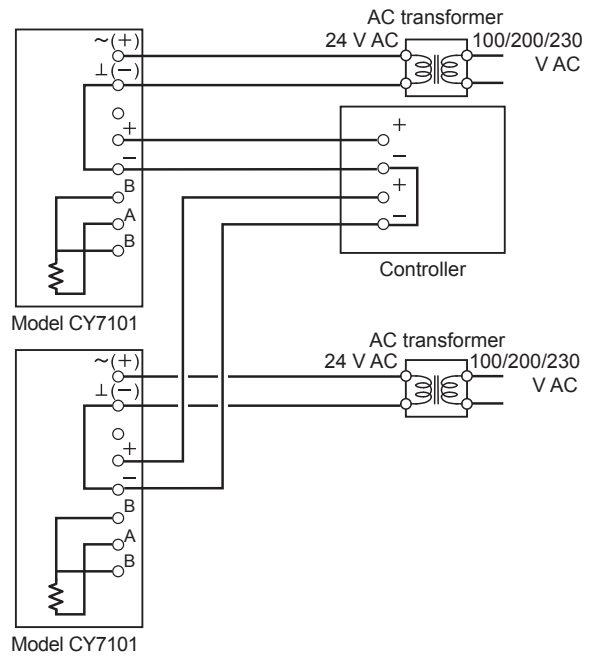 AC transformer
24 V AC
100/200/230
V AC
~(+)
⊥(−)
+
−
B
A
B
+
−
+
−
Controller
Model CY7101
AC transformer
24 V AC
100/200/230
V AC
~(+)
⊥(−)
+
−
B
A
B
Model CY7101